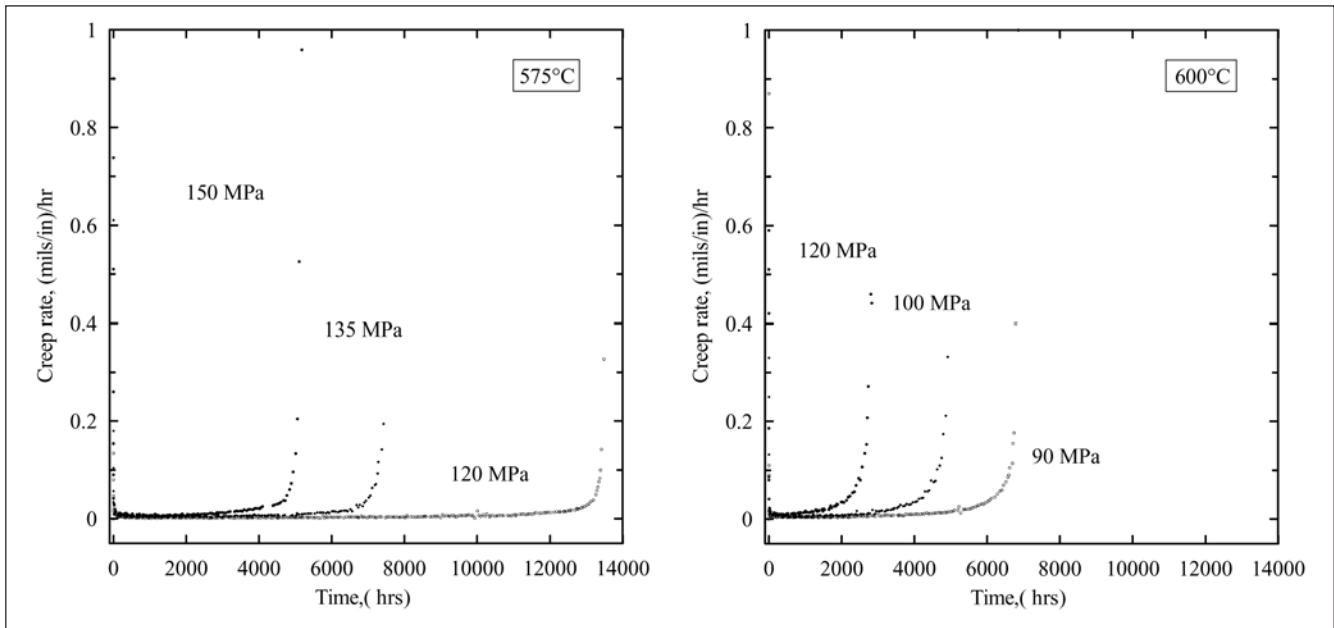 1
0.8
0.6
0.4
0.2
0
Creep rate, (mils/in)/hr
575°C
150 MPa
135 MPa
120 MPa
0 2000 4000 6000 8000 10000 12000 14000
Time,( hrs)
1
0.8
0.6
0.4
0.2
0
Creep rate, (mils/in)/hr
600°C
120 MPa
100 MPa
90 MPa
0 2000 4000 6000 8000 10000 12000 14000
Time,( hrs)